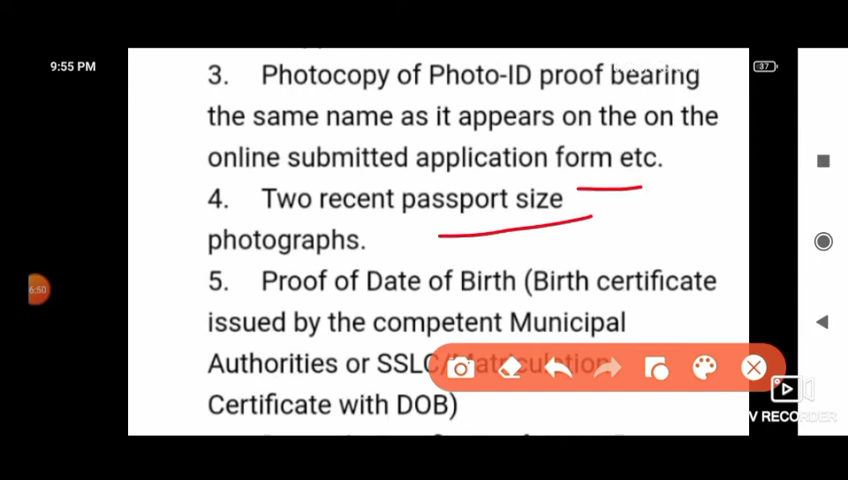 9:55 PM
37
3. Photocopy of Photo-ID proof bearing
the same name as it appears on the on the
online submitted application form etc.
4. Two recent passport size
photographs.
6:50
5. Proof of Date of Birth (Birth certificate
issued by the competent Municipal
Authorities or SSLC/Matriculation
Certificate with DOB)
V RECORDER